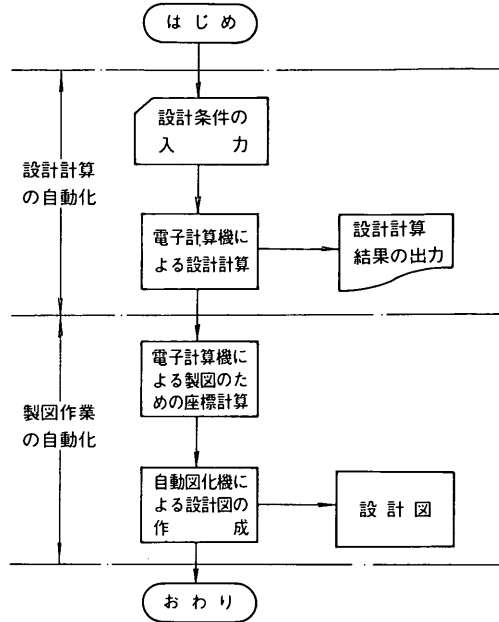 はじめ
設計条件の
入力
設計計算
の自動化
電子計算機に
よる設計計算
設計計算
結果の出力
電子計算機に
よる製図のた
めの座標計算
製図作業
の自動化
自動図化機に
よる設計図の
作成
設計図
おわり